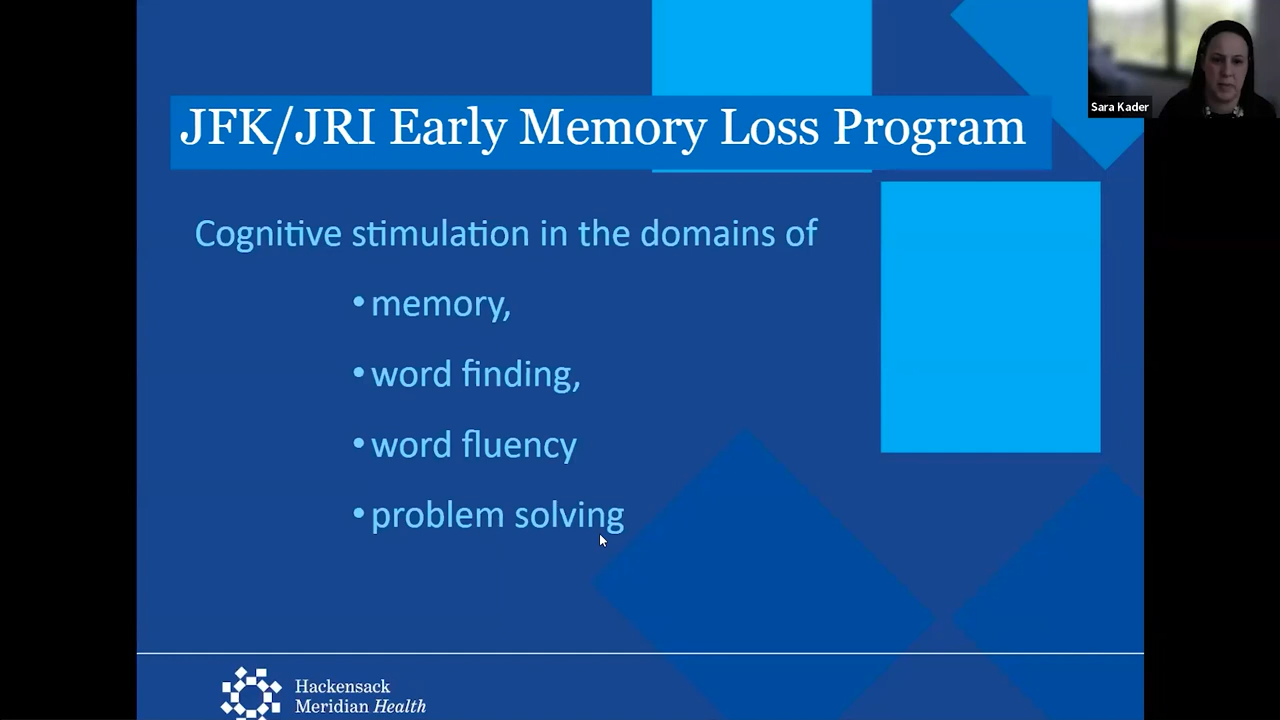 JFK/JRI Early Memory Loss Program
Sara Kader
Cognitive stimulation in the domains of
• memory,
• word finding,
• word fluency
• problem solving
Hackensack
Meridian Health